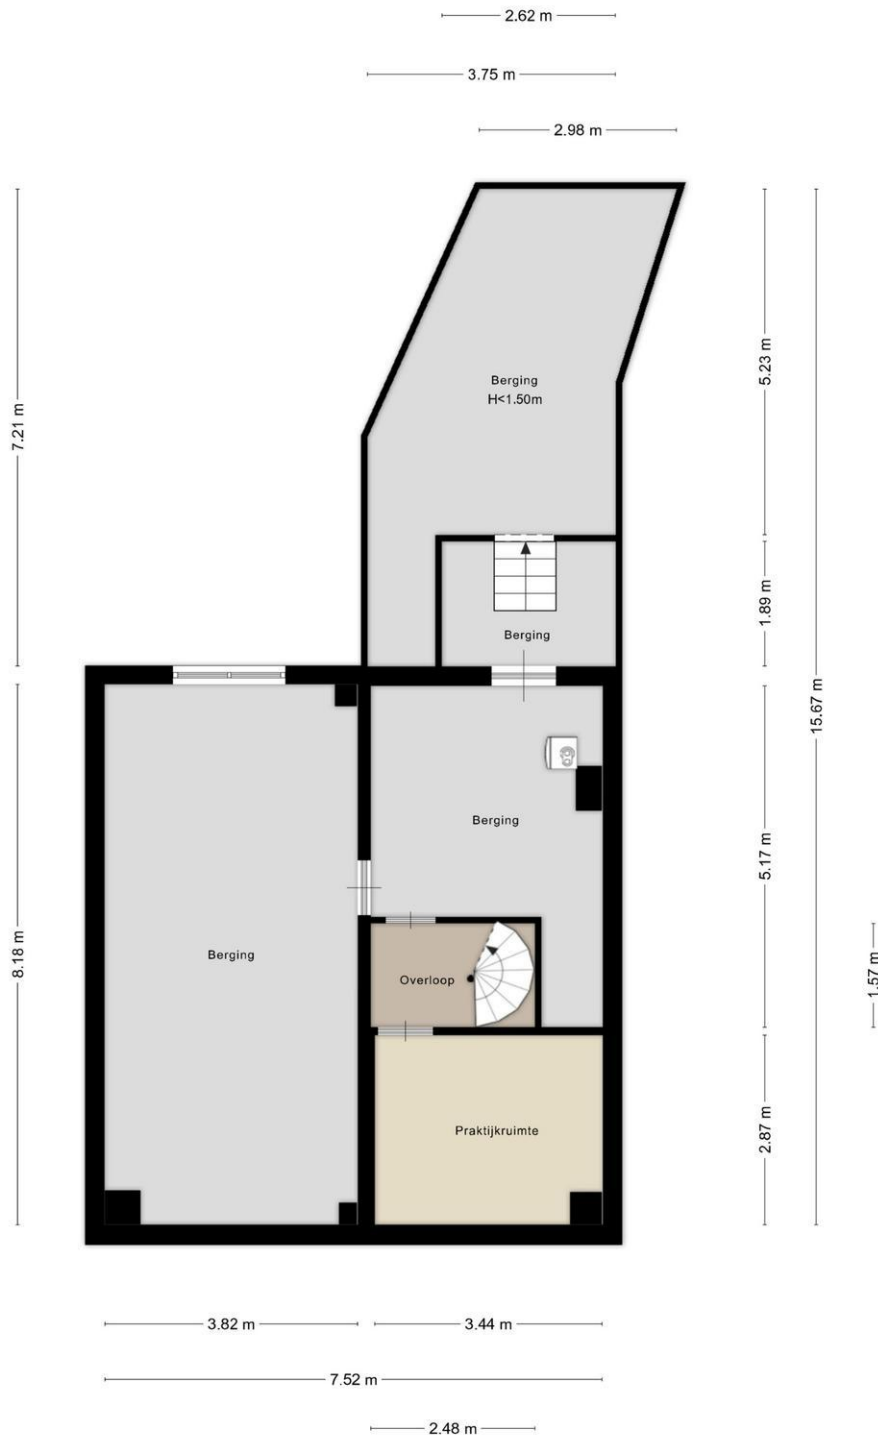 2.62 m
3.75 m
2.98 m
7.21 m
5.23 m
Berging
H<1.50m
1.89 m
Berging
15.67 m
Berging
5.17 m
8.18 m
Berging
Overloop
1.57 m
Praktijkruimte
2.87 m
3.82 m
3.44 m
7.52 m
2.48 m